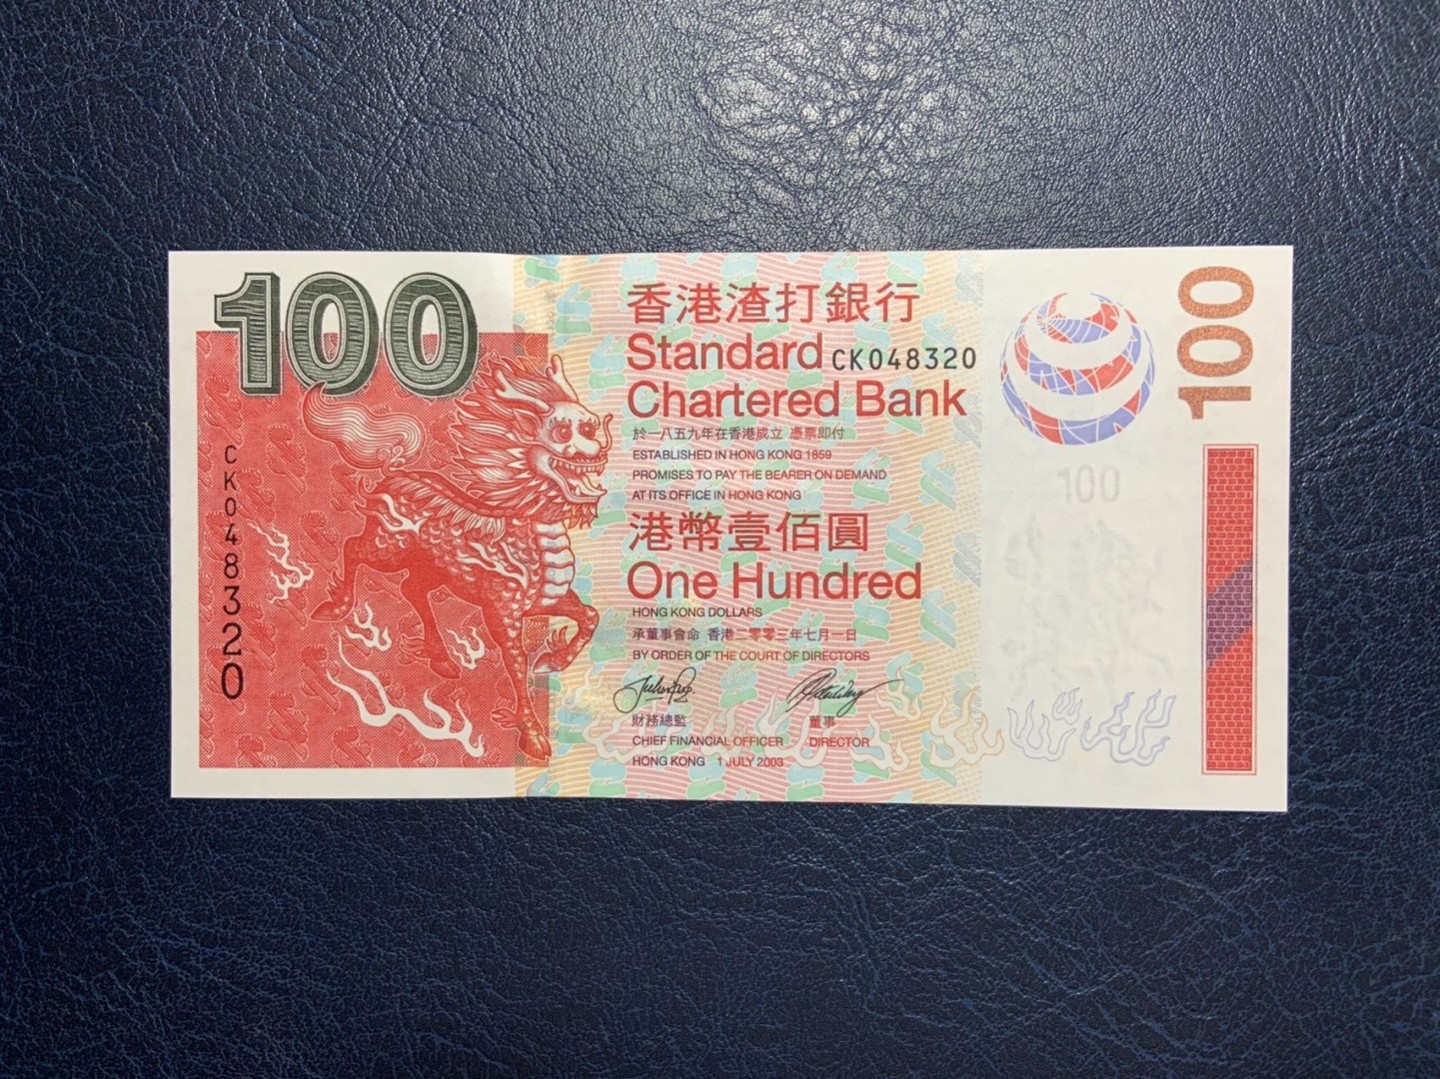 100
CK048320
香港渣打銀行
Standard CK048320
Chartered Bank
於一八五九年在香港成立 憑票即付
ESTABLISHED IN HONG KONG 1859
PROMISES TO PAY THE BEARER ON DEMAND
AT ITS OFFICE IN HONG KONG
港幣壹佰圓
One Hundred
HONG KONG DOLLARS
承董事會命 香港二零零三年七月一日
BY ORDER OF THE COURT OF DIRECTORS
財務總監 董事
CHIEF FINANCIAL OFFICER DIRECTOR
HONG KONG 1 JULY 2003
100
100